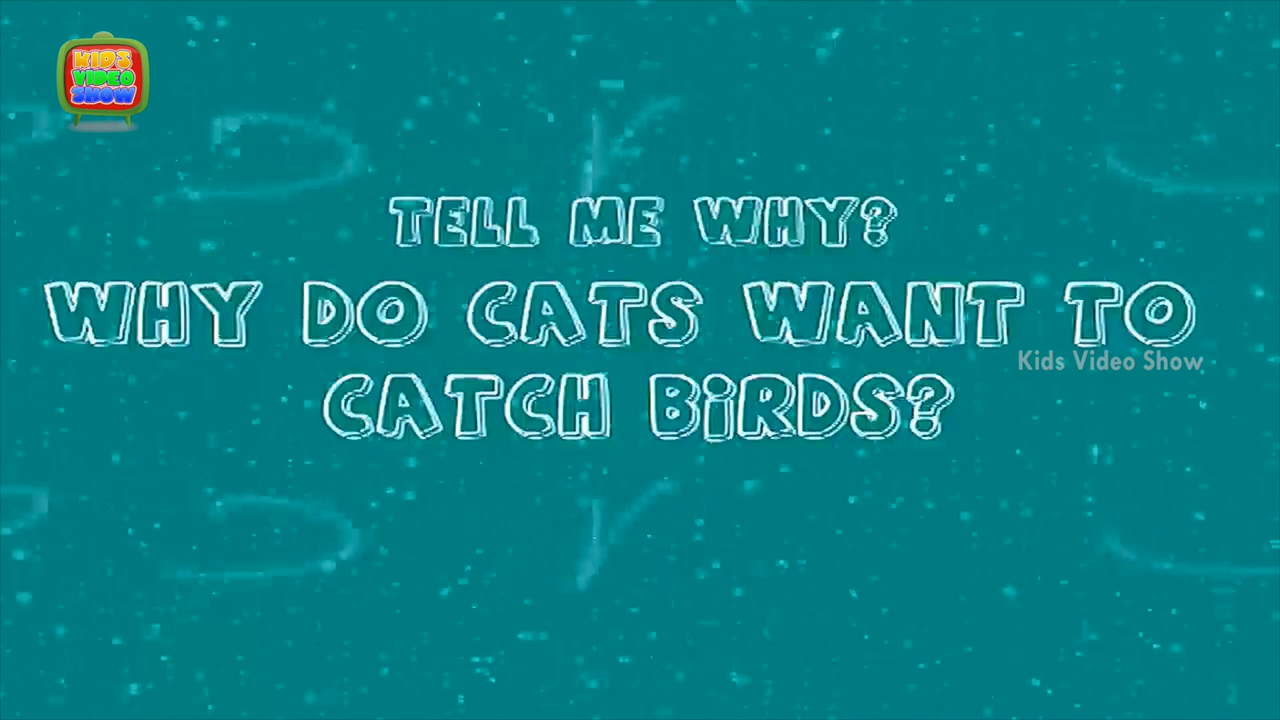 KIDS
VIDEO
SHOW
TELL ME WHY?
WHY DO CATS WANT TO
Kids Video Show
CATCH BiRDS?